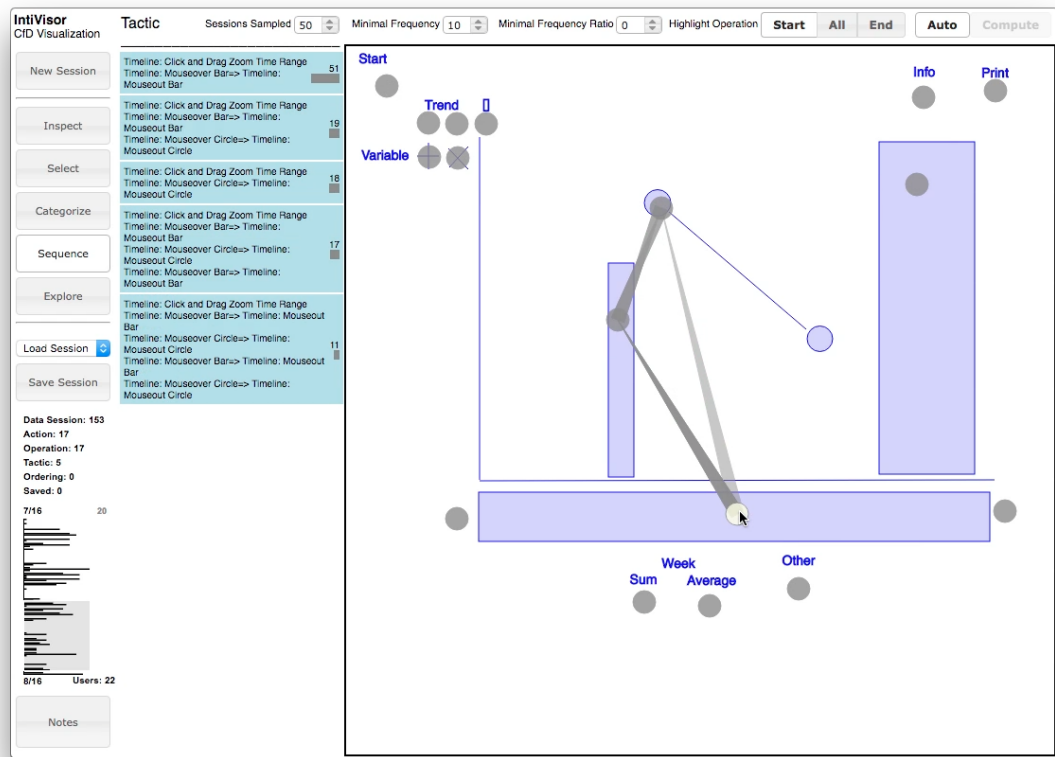 IntiVisor
CfD Visualization
Tactic
Sessions Sampled 50
Minimal Frequency 10
Minimal Frequency Ratio 0
Highlight Operation
Start
All
End
Auto
Compute
New Session
Inspect
Select
Categorize
Sequence
Explore
Load Session
Save Session
Data Session: 153
Action: 17
Operation: 17
Tactic: 5
Ordering: 0
Saved: 0
7/16
20
8/16
Users: 22
Notes
Timeline: Click and Drag Zoom Time Range
Timeline: Mouseover Bar=> Timeline:
Mouseout Bar
51
Timeline: Click and Drag Zoom Time Range
Timeline: Mouseover Bar=> Timeline:
Mouseout Bar
Timeline: Mouseover Circle=> Timeline:
Mouseout Circle
19
Timeline: Click and Drag Zoom Time Range
Timeline: Mouseover Circle=> Timeline:
Mouseout Circle
18
Timeline: Click and Drag Zoom Time Range
Timeline: Mouseover Bar=> Timeline:
Mouseout Bar
Timeline: Mouseover Circle=> Timeline:
Mouseout Circle
Timeline: Mouseover Bar=> Timeline:
Mouseout Bar
17
Timeline: Click and Drag Zoom Time Range
Timeline: Mouseover Bar=> Timeline: Mouseout
Bar
Timeline: Mouseover Circle=> Timeline:
Mouseout Circle
Timeline: Mouseover Bar=> Timeline: Mouseout
Bar
Timeline: Mouseover Circle=> Timeline:
Mouseout Circle
11
Start
Info
Print
Trend
Variable
Week
Sum
Average
Other